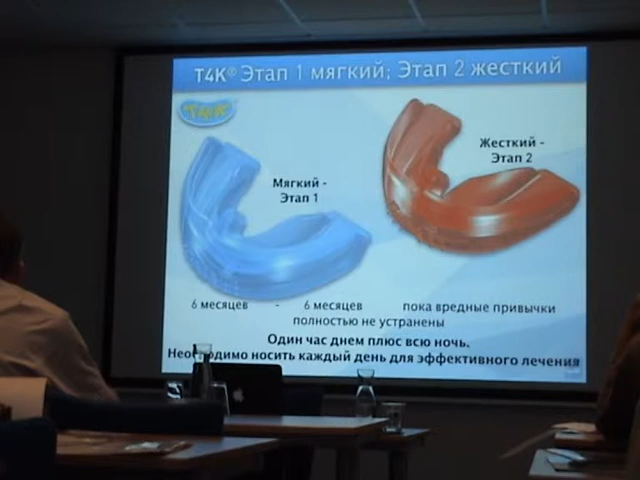 T4K® Этап 1 мягкий; Этап 2 жесткий
T4K
Мягкий -
Этап 1
Жесткий -
Этап 2
6 месяцев - 6 месяцев пока вредные привычки
полностью не устранены
Один час днем плюс всю ночь.
Необходимо носить каждый день для эффективного лечения